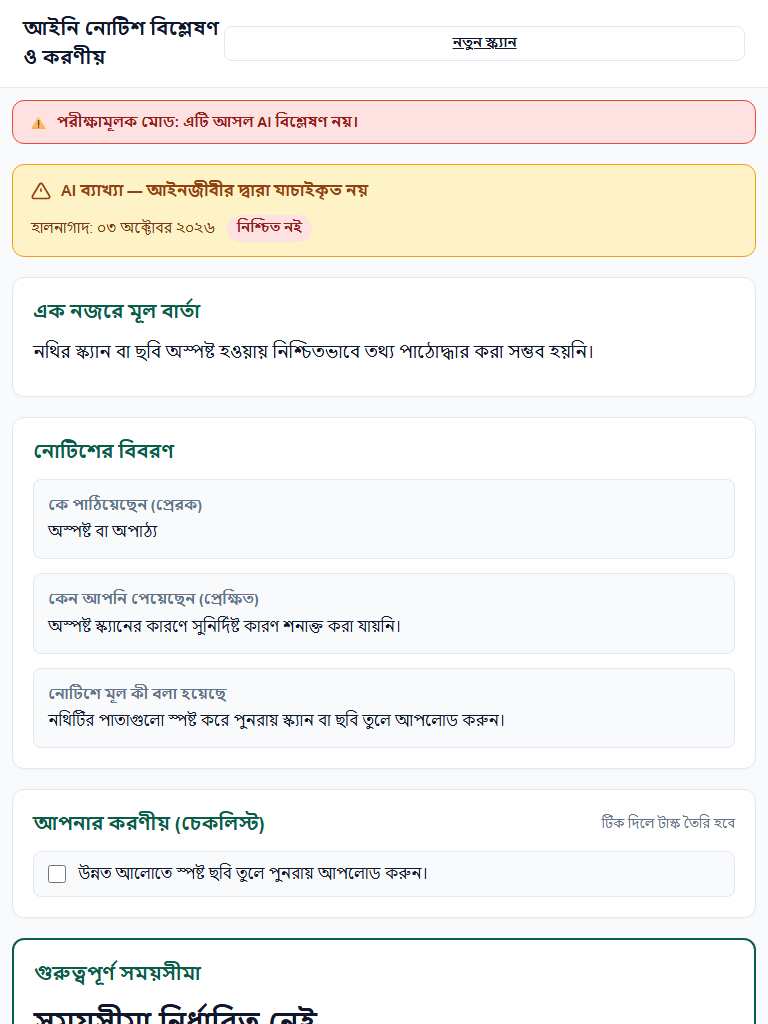 আইনি নোটিশ বিশ্লেষণ
ও করণীয়
নতুন স্ক্যান
পরীক্ষামূলক মোড: এটি আসল AI বিশ্লেষণ নয়।
AI ব্যাখ্যা — আইনজীবীর দ্বারা যাচাইকৃত নয়
হালনাগাদ: ০৩ অক্টোবর ২০২৬ নিশ্চিত নই
এক নজরে মূল বার্তা
নথির স্ক্যান বা ছবি অস্পষ্ট হওয়ায় নিশ্চিতভাবে তথ্য পাঠোদ্ধার করা সম্ভব হয়নি।
নোটিশের বিবরণ
কে পাঠিয়েছেন (প্রেরক)
অস্পষ্ট বা অপাঠ্য
কেন আপনি পেয়েছেন (প্রেক্ষিত)
অস্পষ্ট স্ক্যানের কারণে সুনির্দিষ্ট কারণ শনাক্ত করা যায়নি।
নোটিশে মূল কী বলা হয়েছে
নথিটির পাতাগুলো স্পষ্ট করে পুনরায় স্ক্যান বা ছবি তুলে আপলোড করুন।
আপনার করণীয় (চেকলিস্ট)
টিক দিলে টাস্ক তৈরি হবে
উন্নত আলোতে স্পষ্ট ছবি তুলে পুনরায় আপলোড করুন।
গুরুত্বপূর্ণ সময়সীমা
সময়সীমা নির্ধারিত নেই